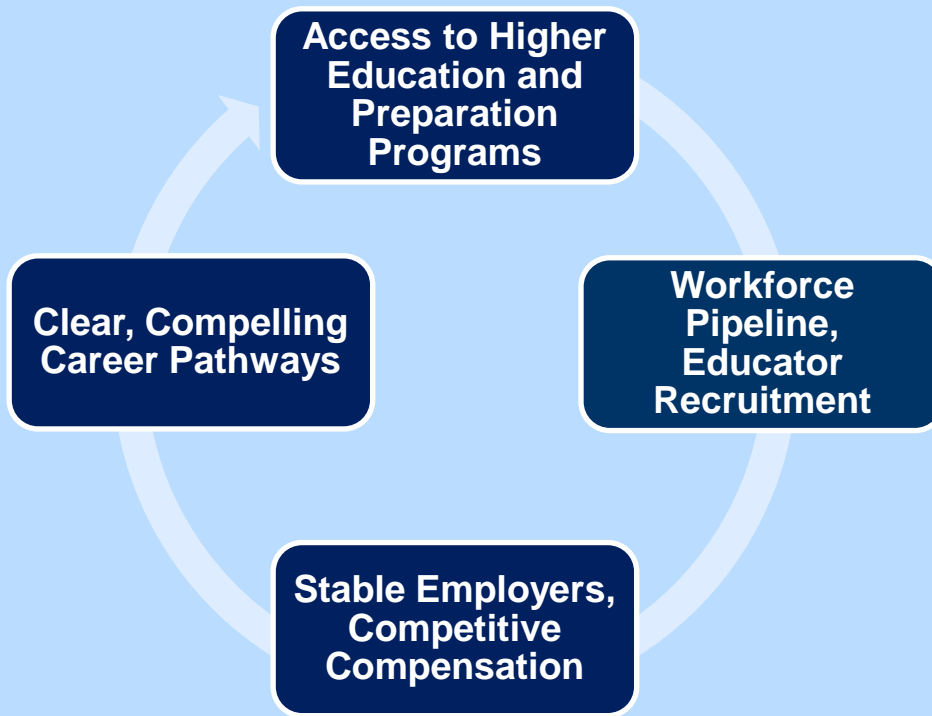 Access to Higher
Education and
Preparation
Programs
Workforce
Pipeline,
Educator
Recruitment
Stable Employers,
Competitive
Compensation
Clear, Compelling
Career Pathways